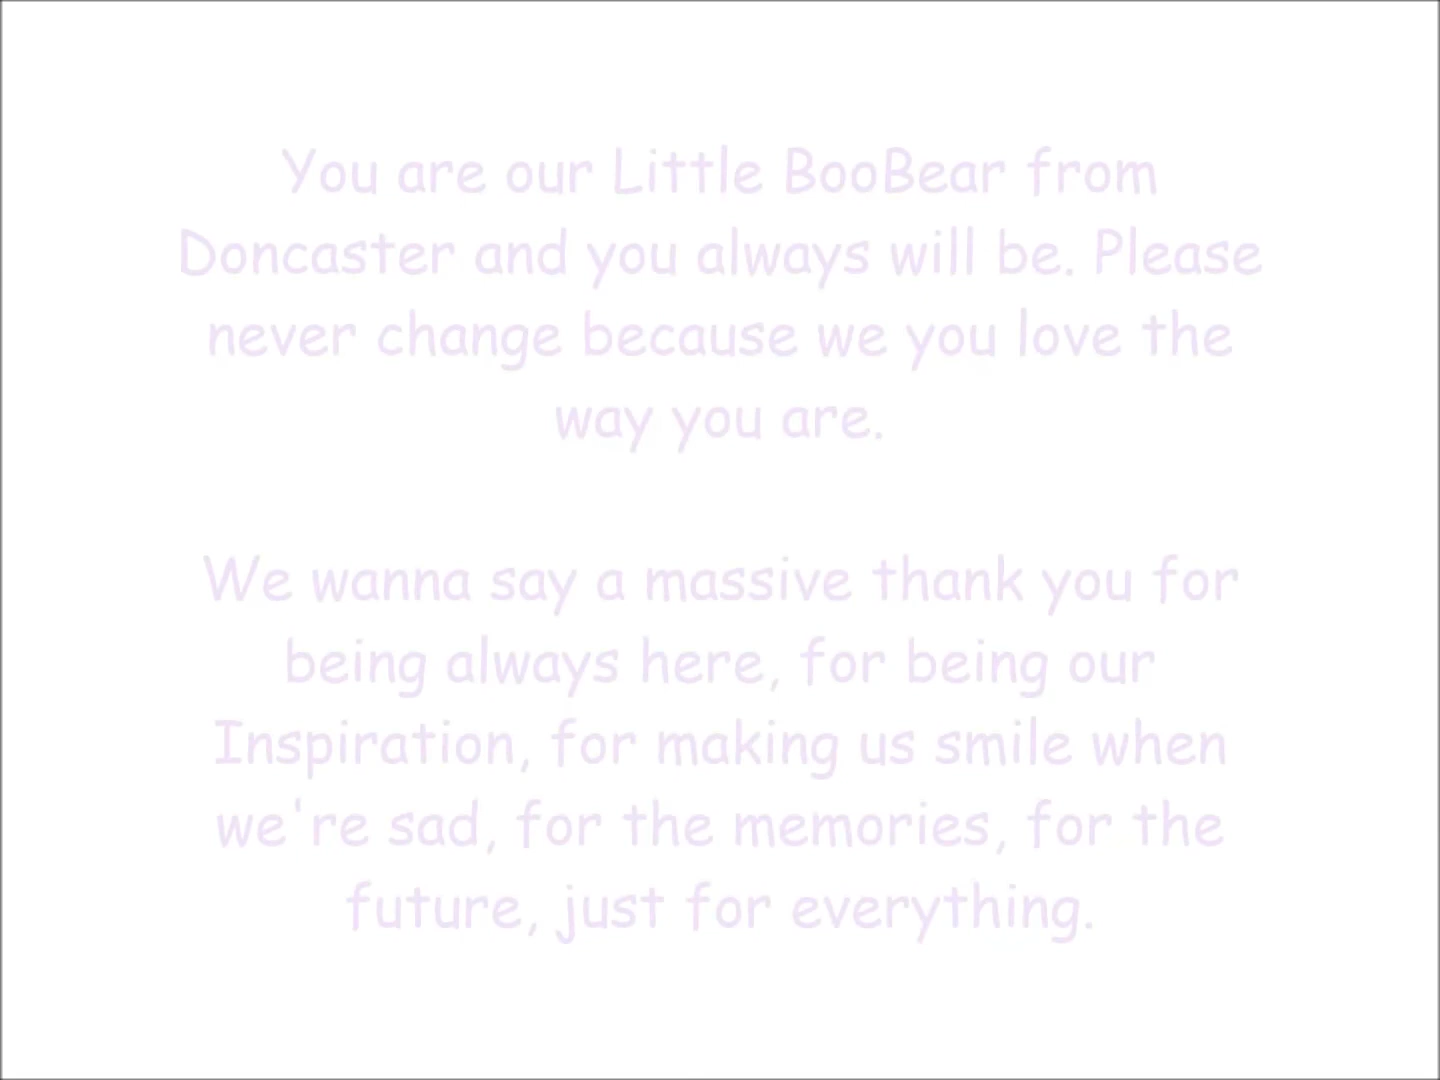 You are our Little BooBear from
Doncaster and you always will be. Please
never change because we you love the
way you are.
We wanna say a massive thank you for
being always here, for being our
Inspiration, for making us smile when
we're sad, for the memories, for the
future, just for everything.